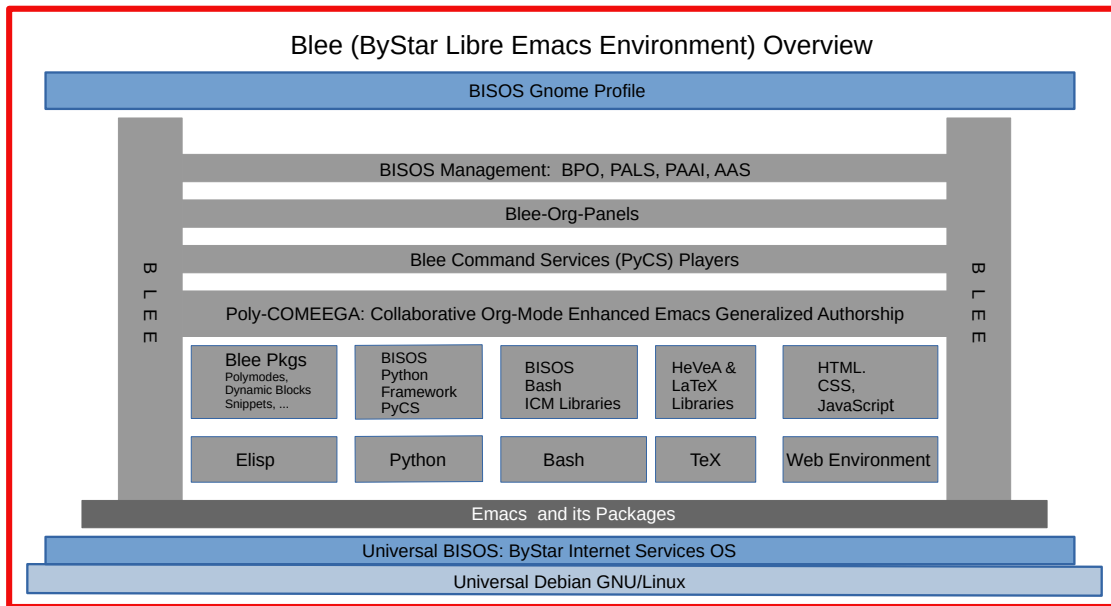 Blee (ByStar Libre Emacs Environment) Overview
BISOS Gnome Profile
BISOS Management:  BPO, PALS, PAAI, AAS
Blee-Org-Panels
Blee Command Services (PyCS) Players
B L E E
B L E E
Poly-COMEEGA: Collaborative Org-Mode Enhanced Emacs Generalized Authorship
Blee Pkgs
Polymodes,
Dynamic Blocks
Snippets, ...
BISOS
Python
Framework
PyCS
BISOS
Bash
ICM Libraries
HeVeA &
LaTeX
Libraries
HTML.
CSS,
JavaScript
Elisp
Python
Bash
TeX
Web Environment
Emacs  and its Packages
Universal BISOS: ByStar Internet Services OS
Universal Debian GNU/Linux